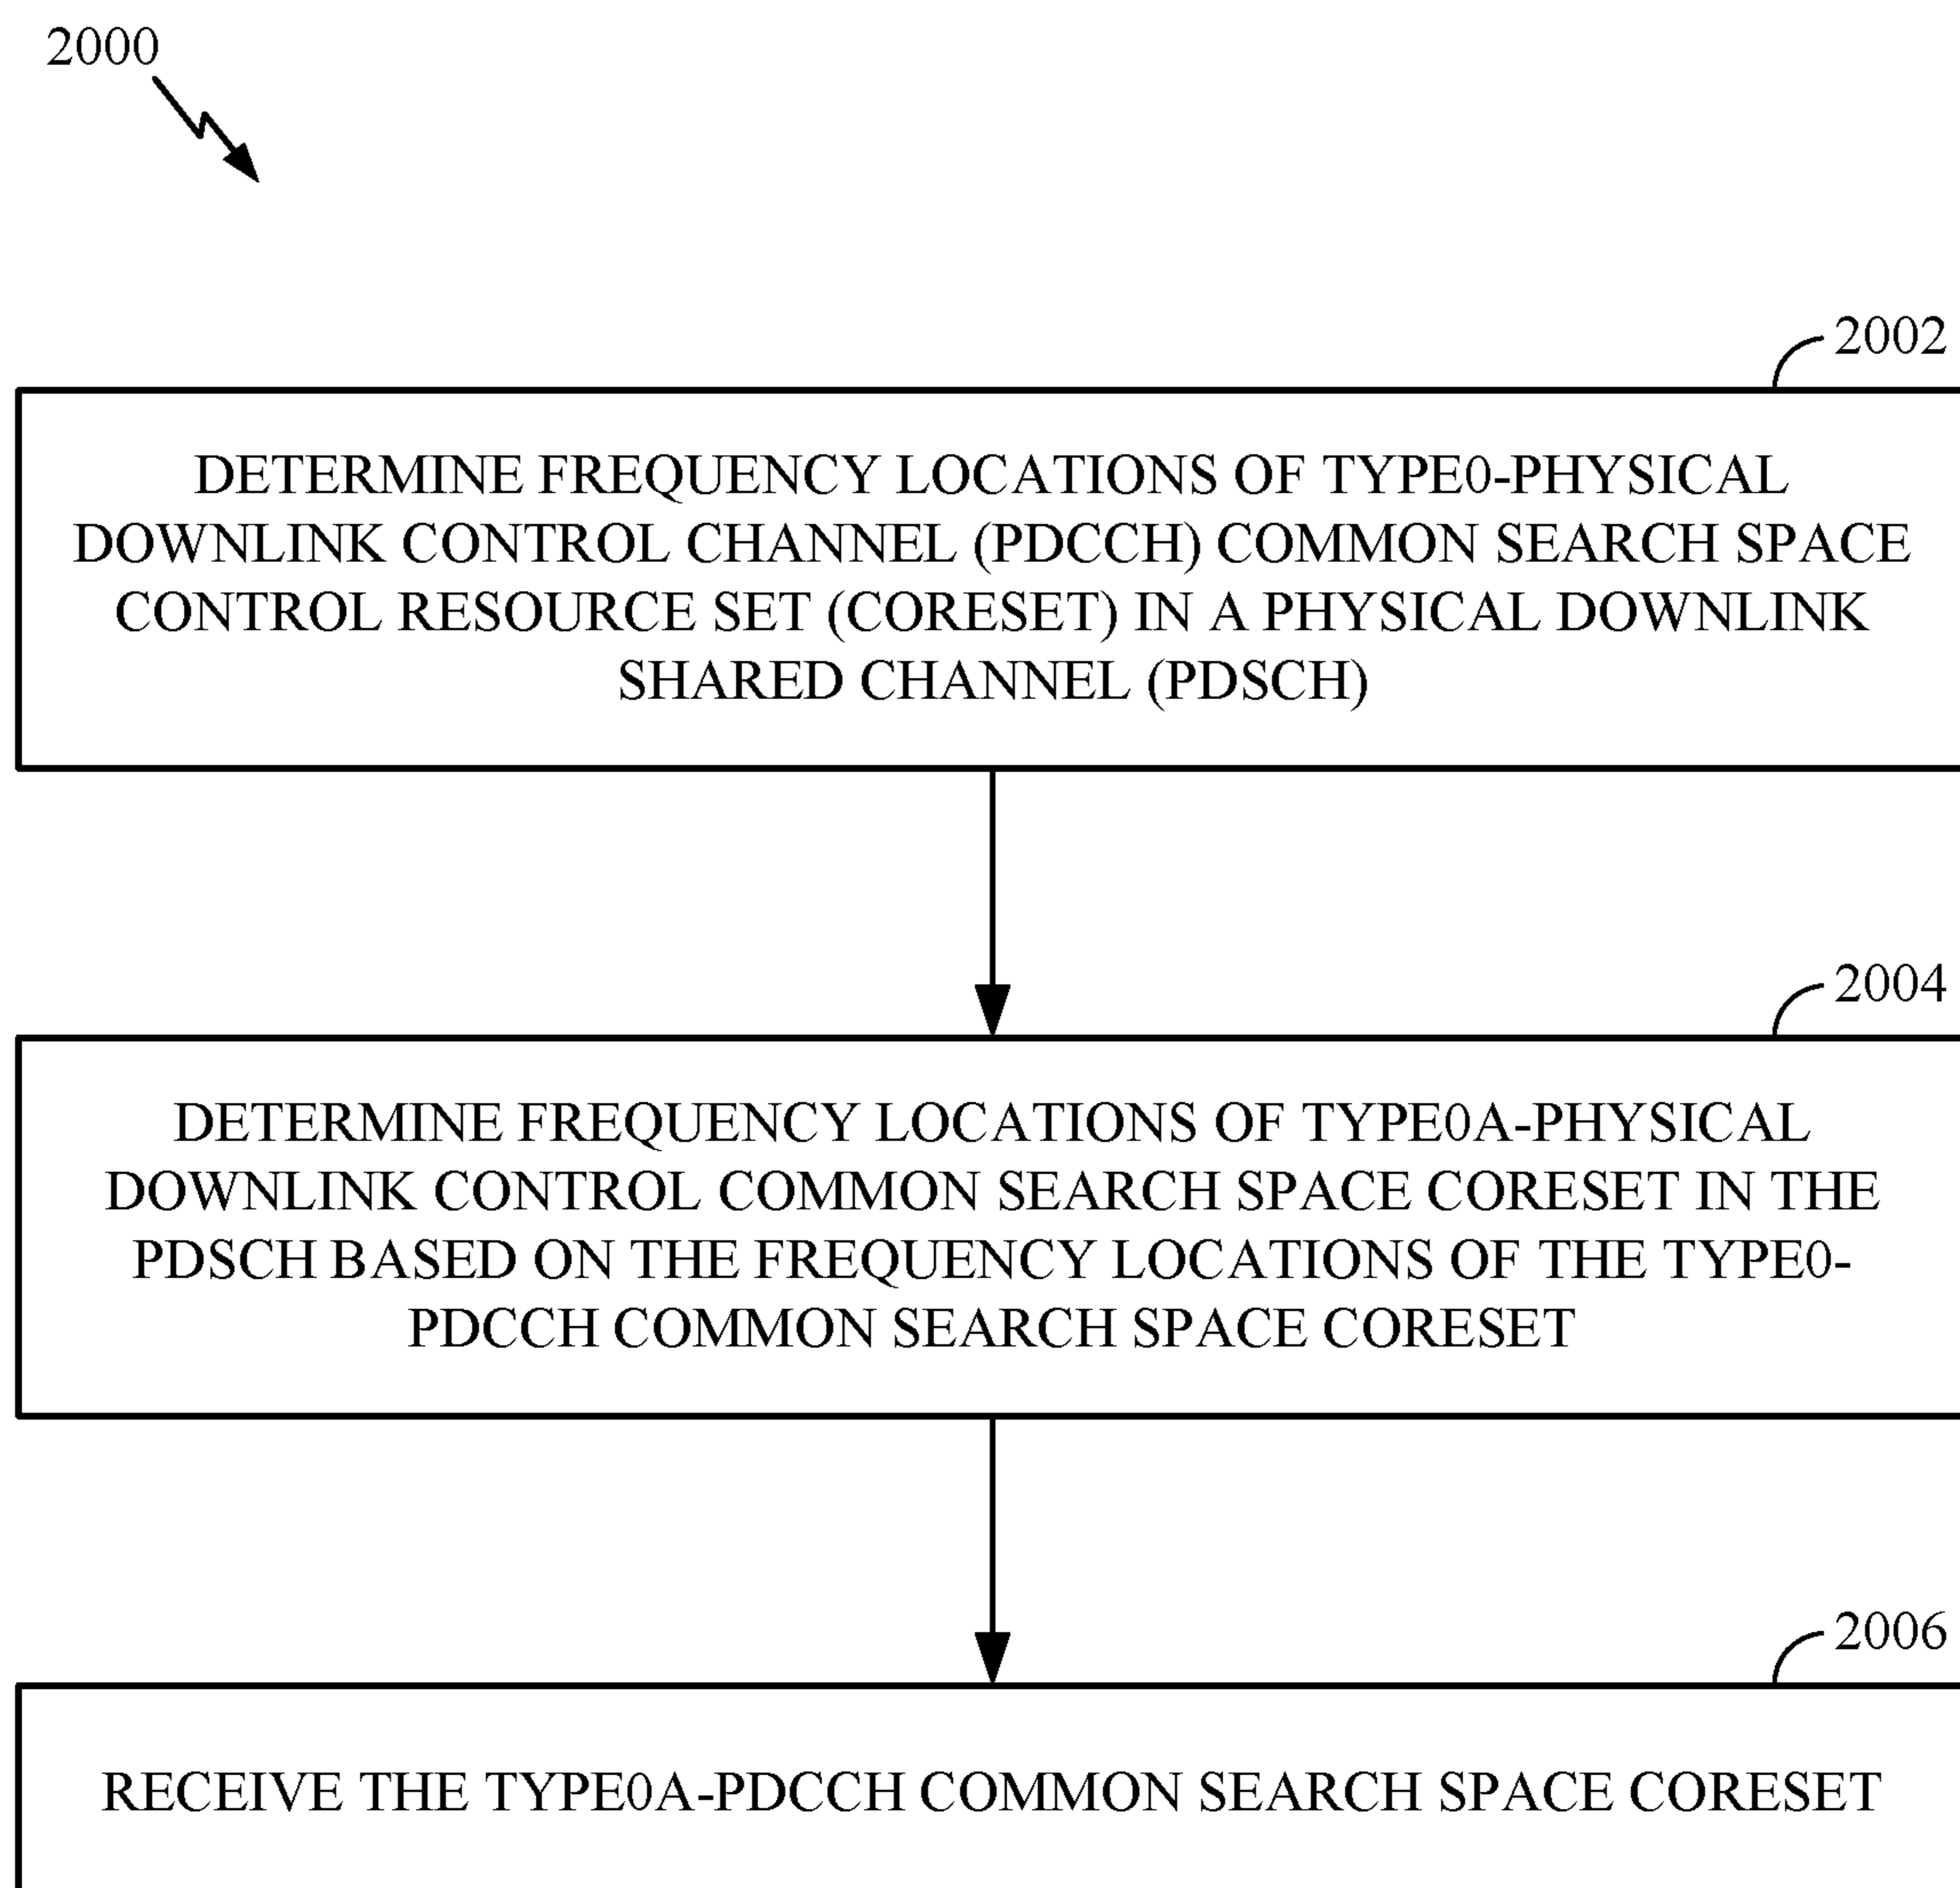 2000
2002
DETERMINE FREQUENCY LOCATIONS OF TYPE0-PHYSICAL
DOWNLINK CONTROL CHANNEL (PDCCH) COMMON SEARCH SPACE
CONTROL RESOURCE SET (CORESET) IN A PHYSICAL DOWNLINK
SHARED CHANNEL (PDSCH)
2004
DETERMINE FREQUENCY LOCATIONS OF TYPE0A-PHYSICAL
DOWNLINK CONTROL COMMON SEARCH SPACE CORESET IN THE
PDSCH BASED ON THE FREQUENCY LOCATIONS OF THE TYPE0-
PDCCH COMMON SEARCH SPACE CORESET
2006
RECEIVE THE TYPE0A-PDCCH COMMON SEARCH SPACE CORESET